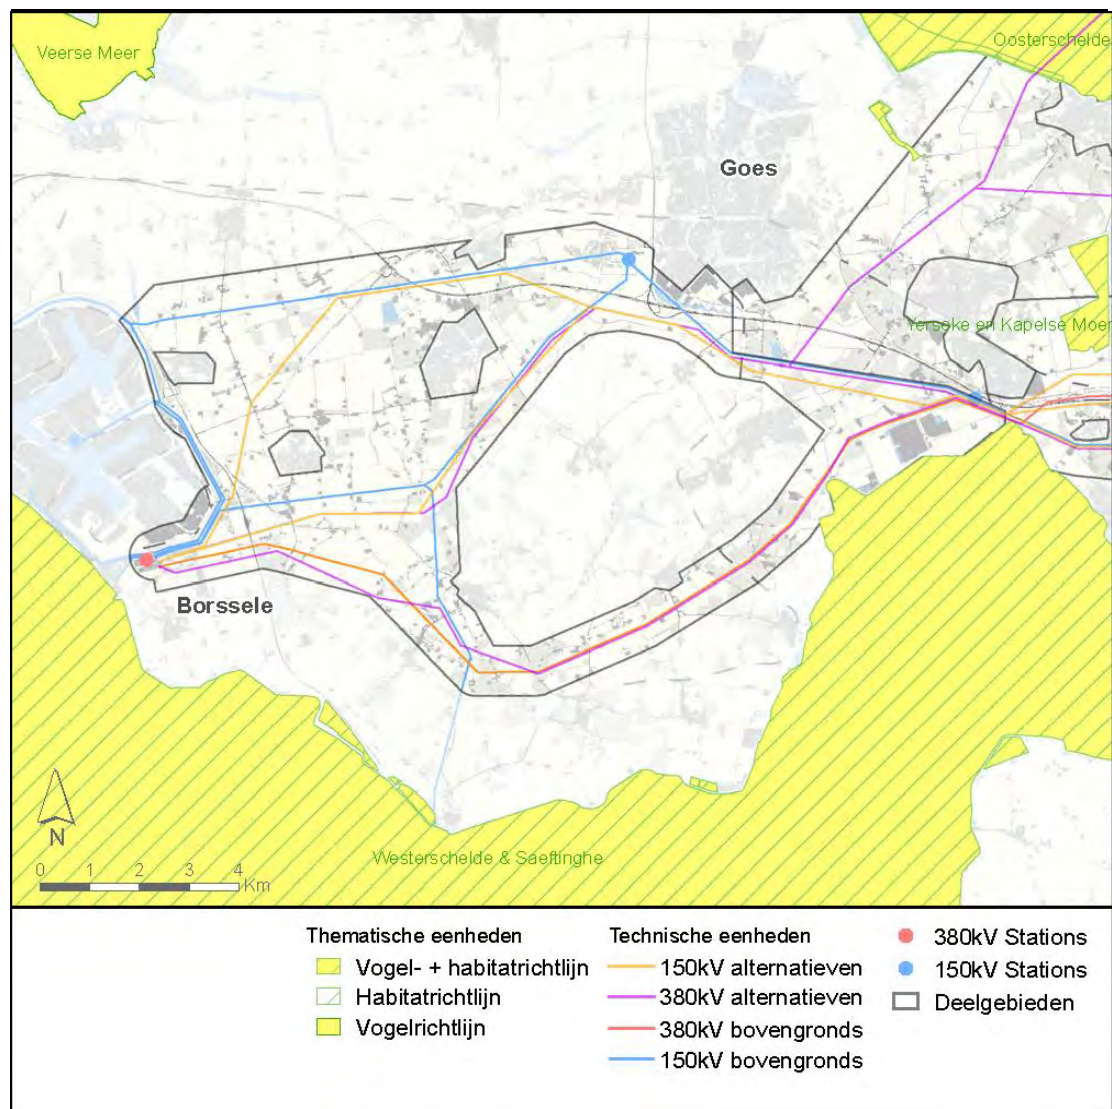 Veerse Meer
Oosterschelde
Goes
Yerseke en Kapelse Moer
Borssele
Westerschelde & Saeftinghe
N
0 1 2 3 4
Km
Thematische eenheden
Vogel- + habitatrichtlijn
Habitatrichtlijn
Vogelrichtlijn
Technische eenheden
150kV alternatieven
380kV alternatieven
380kV bovengronds
150kV bovengronds
380kV Stations
150kV Stations
Deelgebieden